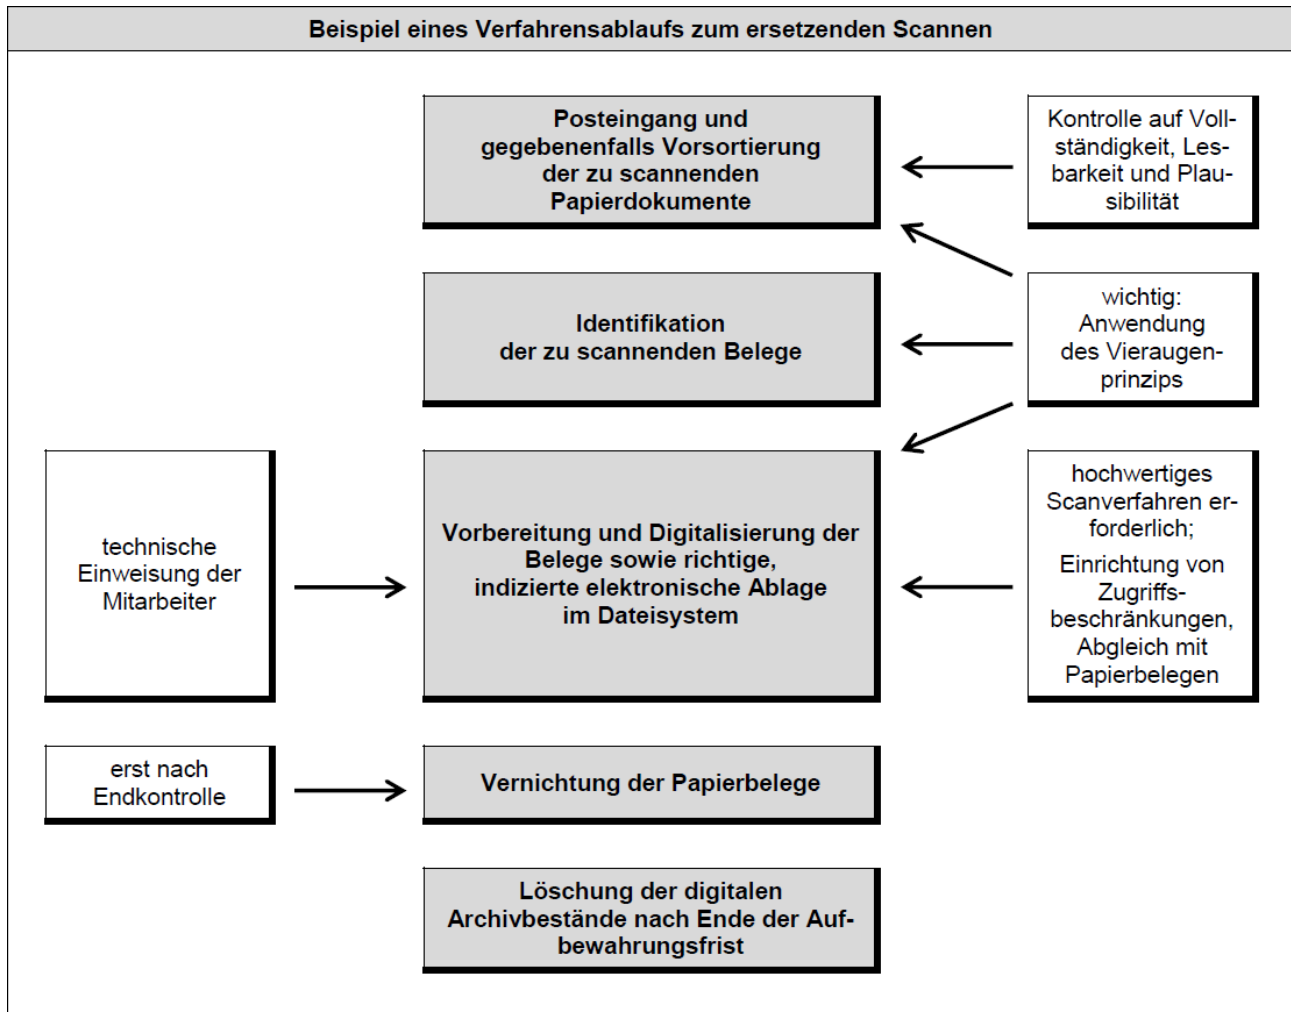 Beispiel eines Verfahrensablaufs zum ersetzenden Scannen
Posteingang und
gegebenenfalls Vorsortierung
der zu scannenden
Papierdokumente
Kontrolle auf Voll-
ständigkeit, Les-
barkeit und Plau-
sibilität
Identifikation
der zu scannenden Belege
wichtig:
Anwendung
des Vieraugen-
prinzips
technische
Einweisung der
Mitarbeiter
Vorbereitung und Digitalisierung der
Belege sowie richtige,
indizierte elektronische Ablage
im Dateisystem
hochwertiges
Scanverfahren er-
forderlich;
Einrichtung von
Zugriffs-
beschränkungen,
Abgleich mit
Papierbelegen
erst nach
Endkontrolle
Vernichtung der Papierbelege
Löschung der digitalen
Archivbestände nach Ende der Auf-
bewahrungsfrist